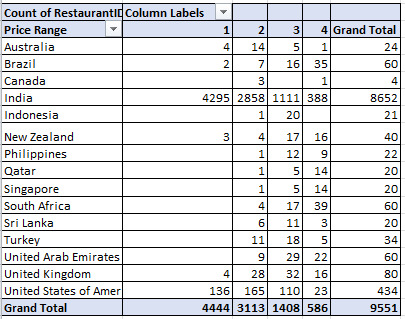 Count of RestaurantID Column Labels
Price Range 1 2 3 4 Grand Total
Australia 4 14 5 1 24
Brazil 2 7 16 35 60
Canada 3 1 4
India 4295 2858 1111 388 8652
Indonesia 1 20 21
New Zealand 3 4 17 16 40
Philippines 1 12 9 22
Qatar 1 5 14 20
Singapore 1 5 14 20
South Africa 4 17 39 60
Sri Lanka 6 11 3 20
Turkey 11 18 5 34
United Arab Emirates 9 29 22 60
United Kingdom 4 28 32 16 80
United States of Amer 136 165 110 23 434
Grand Total 4444 3113 1408 586 9551